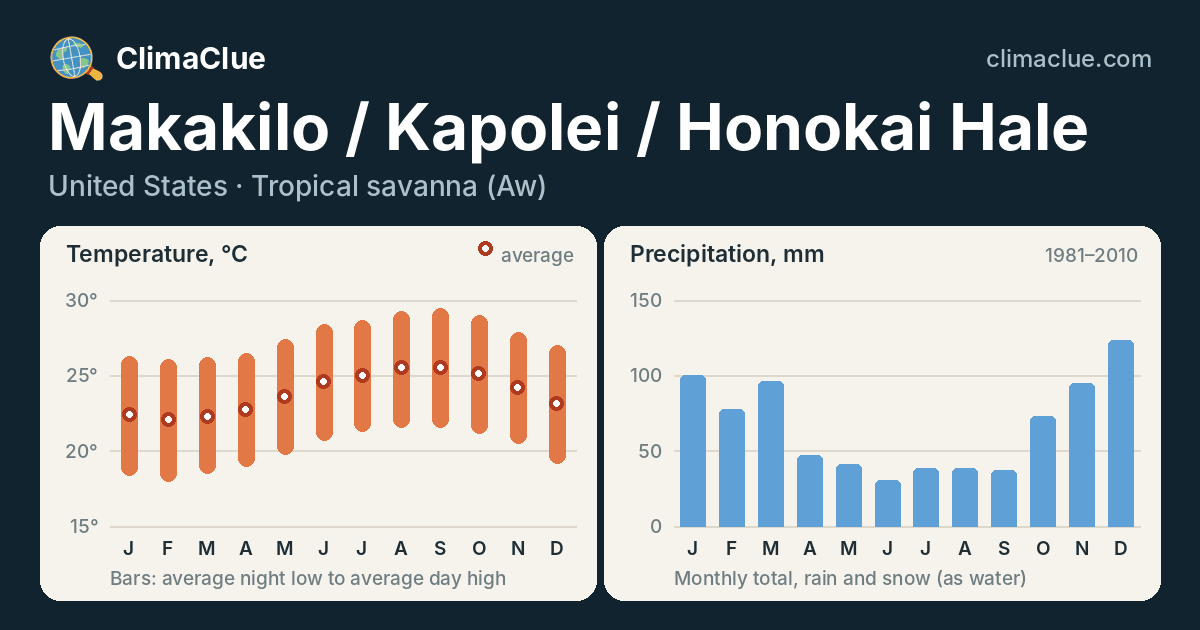 ClimaClue
climaclue.com
Makakilo / Kapolei / Honokai Hale
United States · Tropical savanna (Aw)
Temperature, °C
average
30°
25°
20°
15°
J F M A M J J A S O N D
Bars: average night low to average day high
Precipitation, mm
1981–2010
150
100
50
0
J F M A M J J A S O N D
Monthly total, rain and snow (as water)